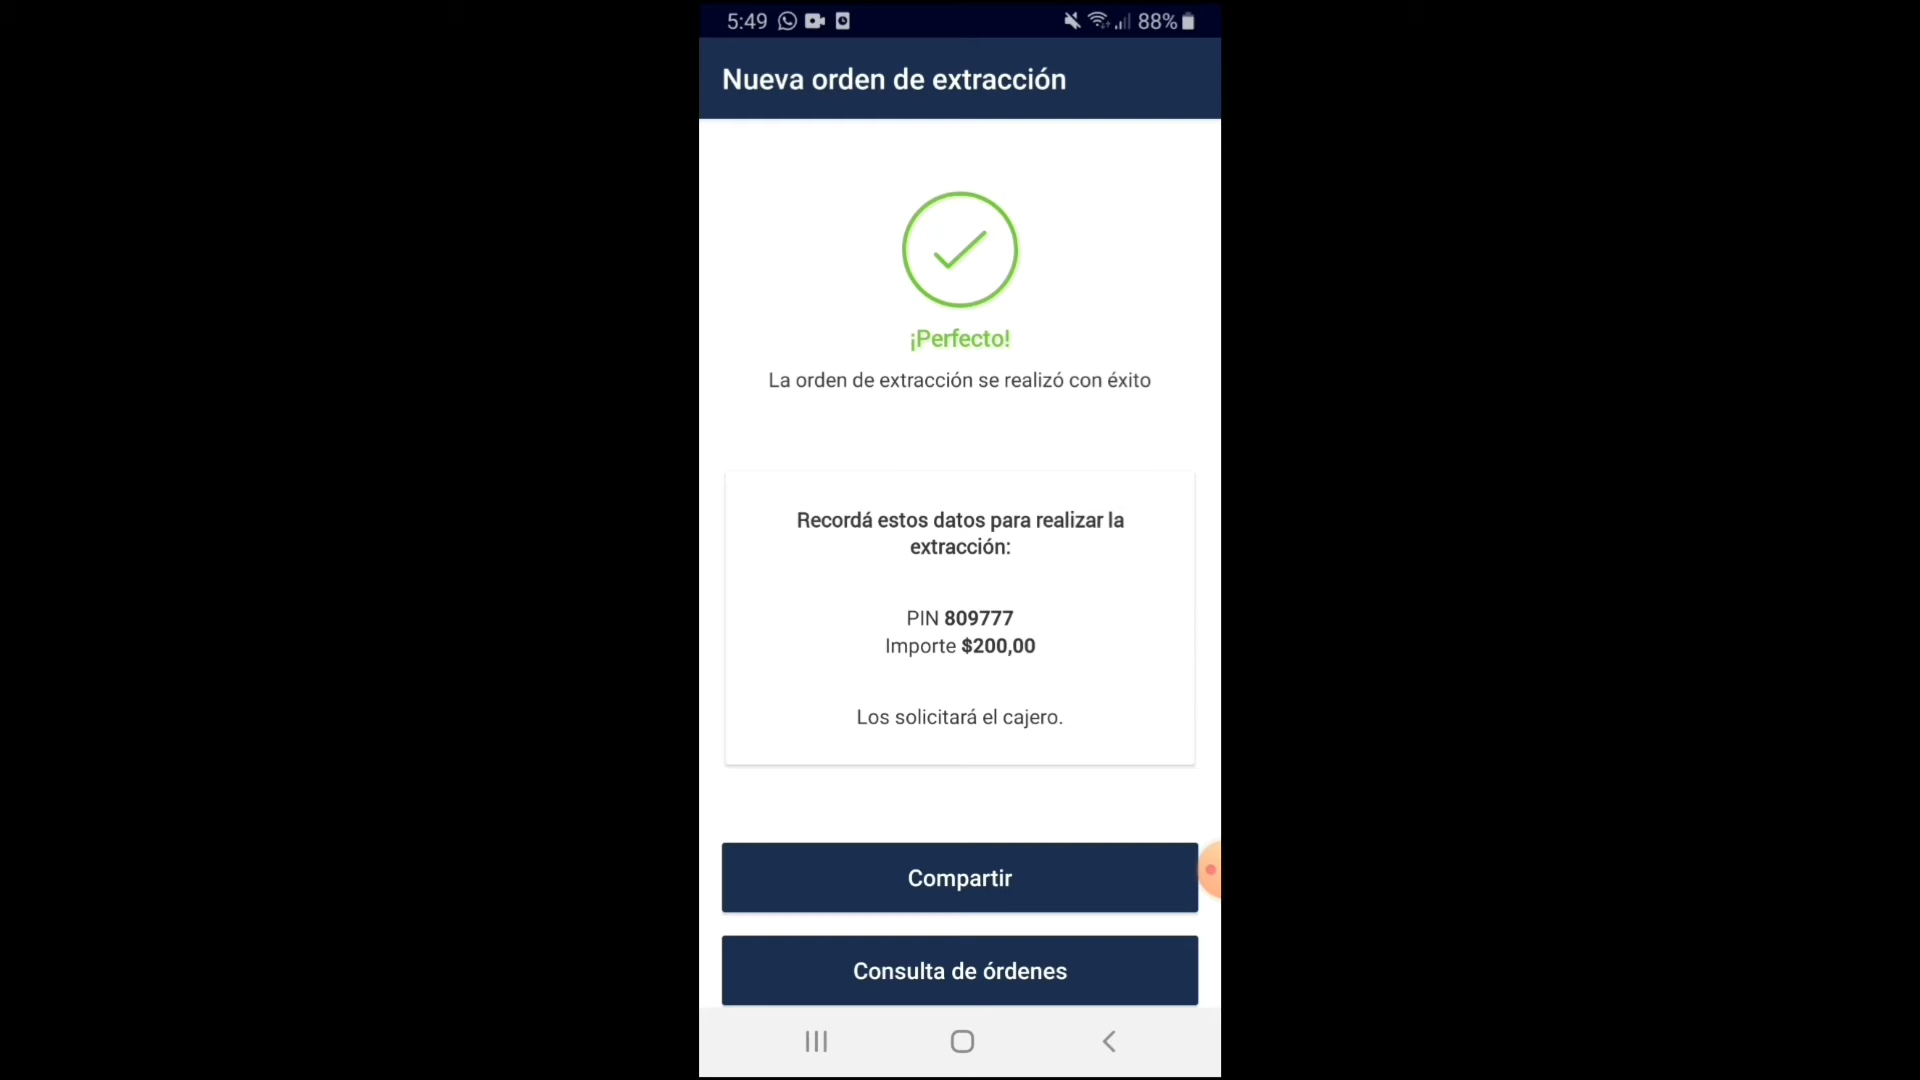 5:49 88%
Nueva orden de extracción
¡Perfecto!
La orden de extracción se realizó con éxito
Recordá estos datos para realizar la
extracción:
PIN 809777
Importe $200,00
Los solicitará el cajero.
Compartir
Consulta de órdenes